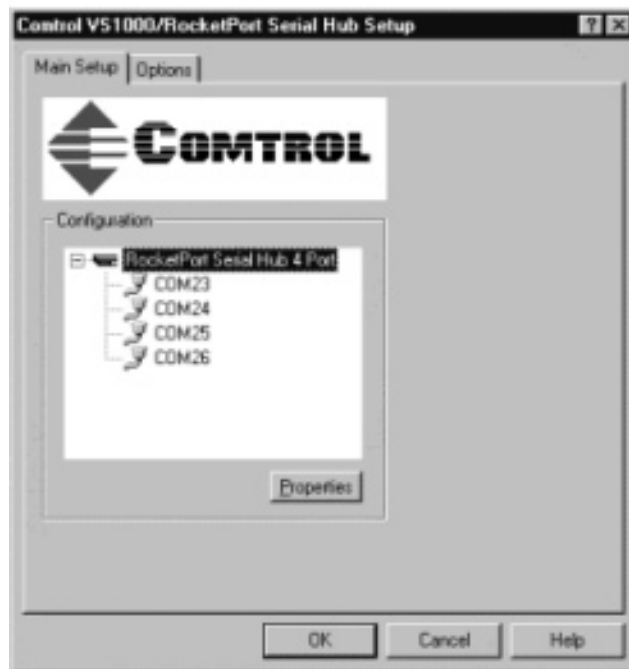 Comtrol VS1000/RocketPort Serial Hub Setup
Main Setup
Options
COMTROL
Configuration
RocketPort Serial Hub 4 Port
COM23
COM24
COM25
COM26
Properties
OK
Cancel
Help